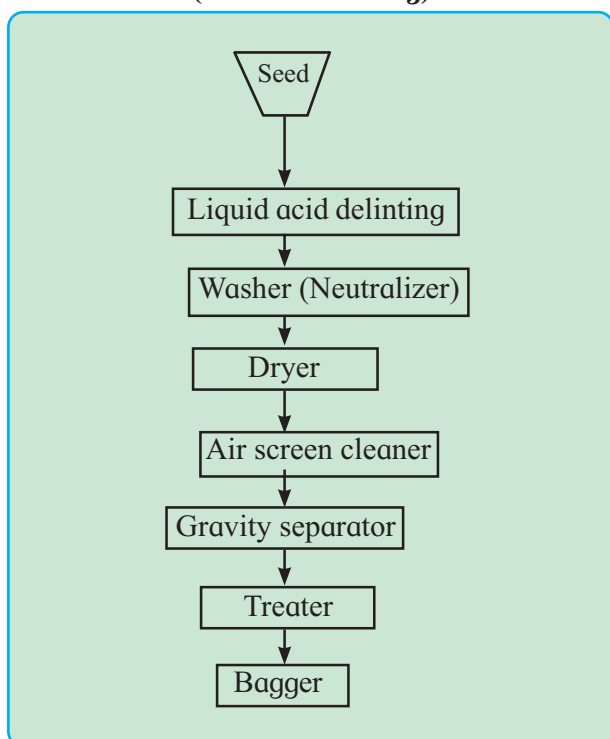 Seed
Liquid acid delinting
Washer (Neutralizer)
Dryer
Air screen cleaner
Gravity separator
Treater
Bagger